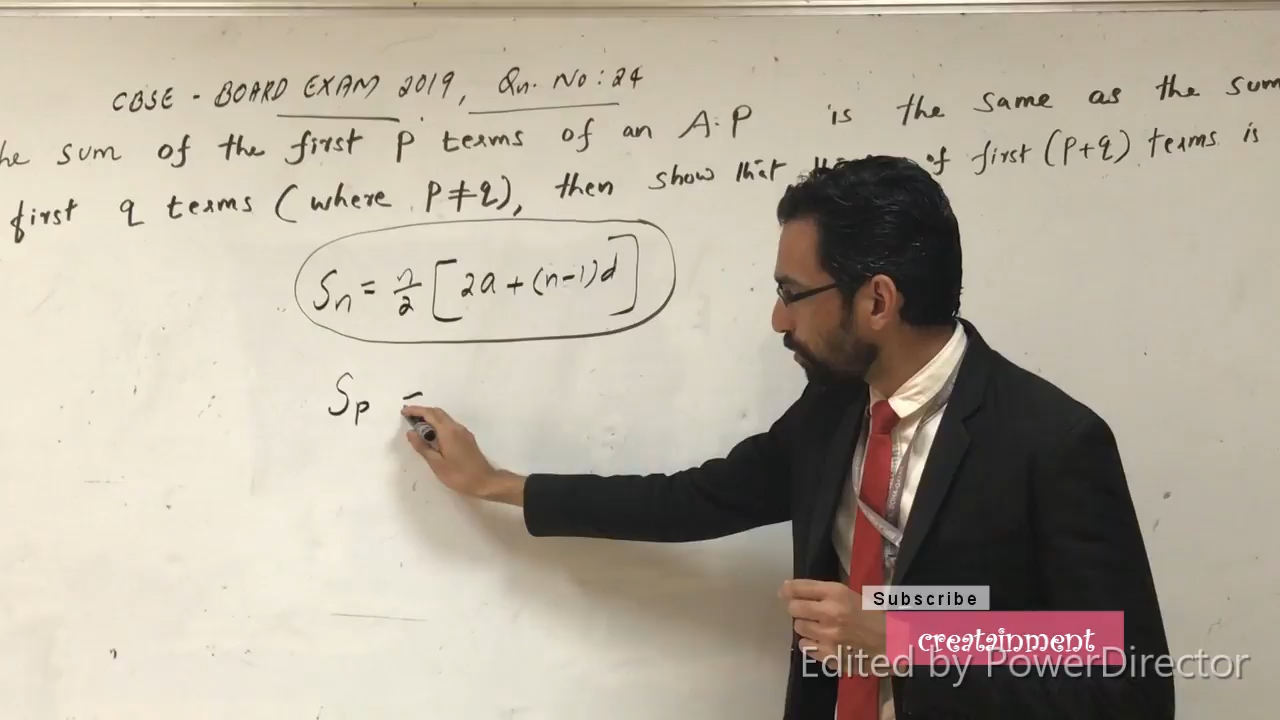 CBSE - BOARD EXAM 2019, Qn. No: 24
he sum of the first P terms of an A.P is the same as the sum
first q terms (where P≠q), then show that of first (P+q) terms is
Sn = n/2 [2a + (n-1)d]
Sp =
Subscribe
creatainment
Edited by PowerDirector